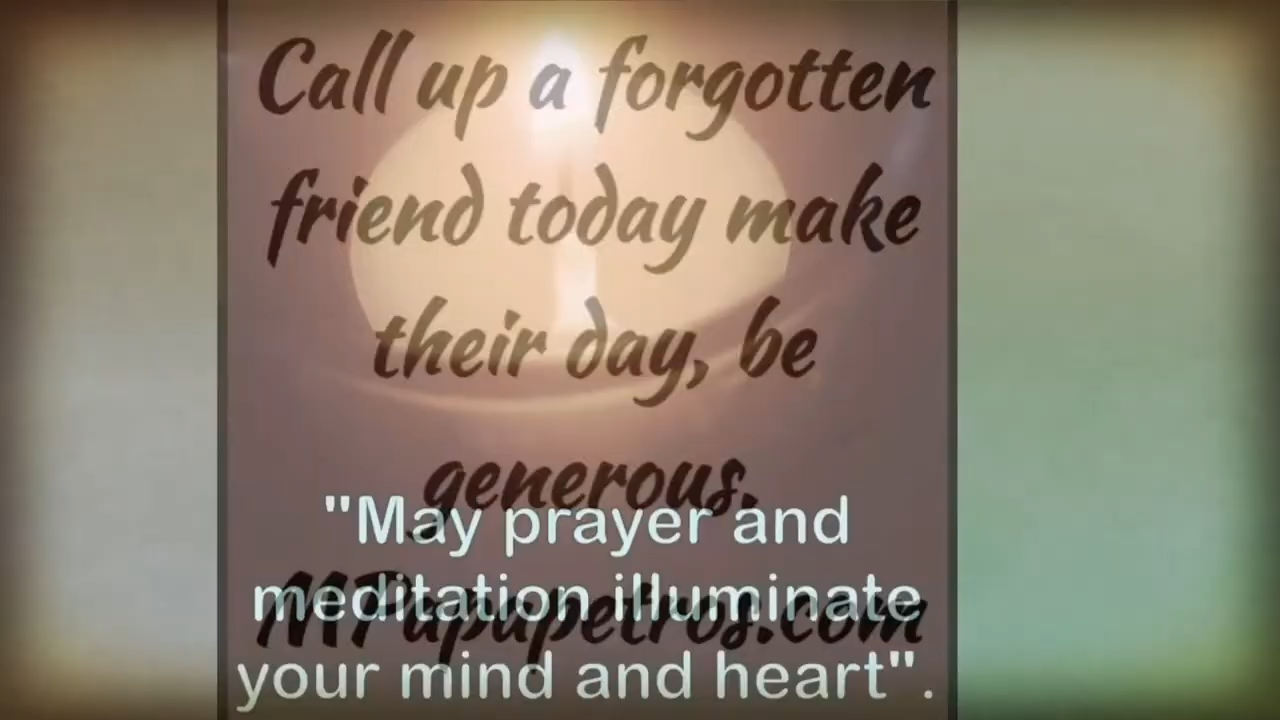 Call up a forgotten
friend today make
their day, be
generous.
MPapapetros.com
"May prayer and
meditation illuminate
your mind and heart".